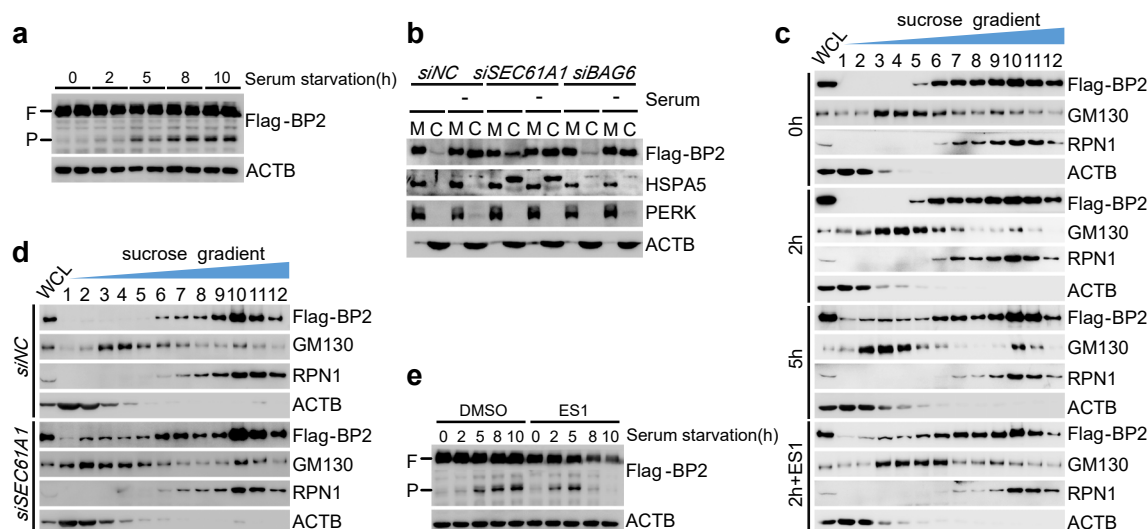 a
0 2 5 8 10 Serum starvation(h)
F
Flag-BP2
P
ACTB
b
siNC siSEC61A1 siBAG6
- - - Serum
M C M C M C M C M C M C
Flag-BP2
HSPA5
PERK
ACTB
c
sucrose gradient
WCL 1 2 3 4 5 6 7 8 9 10 11 12
0h
Flag-BP2
GM130
RPN1
ACTB
2h
Flag-BP2
GM130
RPN1
ACTB
5h
Flag-BP2
GM130
RPN1
ACTB
2h+ES1
Flag-BP2
GM130
RPN1
ACTB
d
sucrose gradient
WCL 1 2 3 4 5 6 7 8 9 10 11 12
siNC
Flag-BP2
GM130
RPN1
ACTB
siSEC61A1
Flag-BP2
GM130
RPN1
ACTB
e
DMSO ES1
0 2 5 8 10 0 2 5 8 10 Serum starvation(h)
F
Flag-BP2
P
ACTB